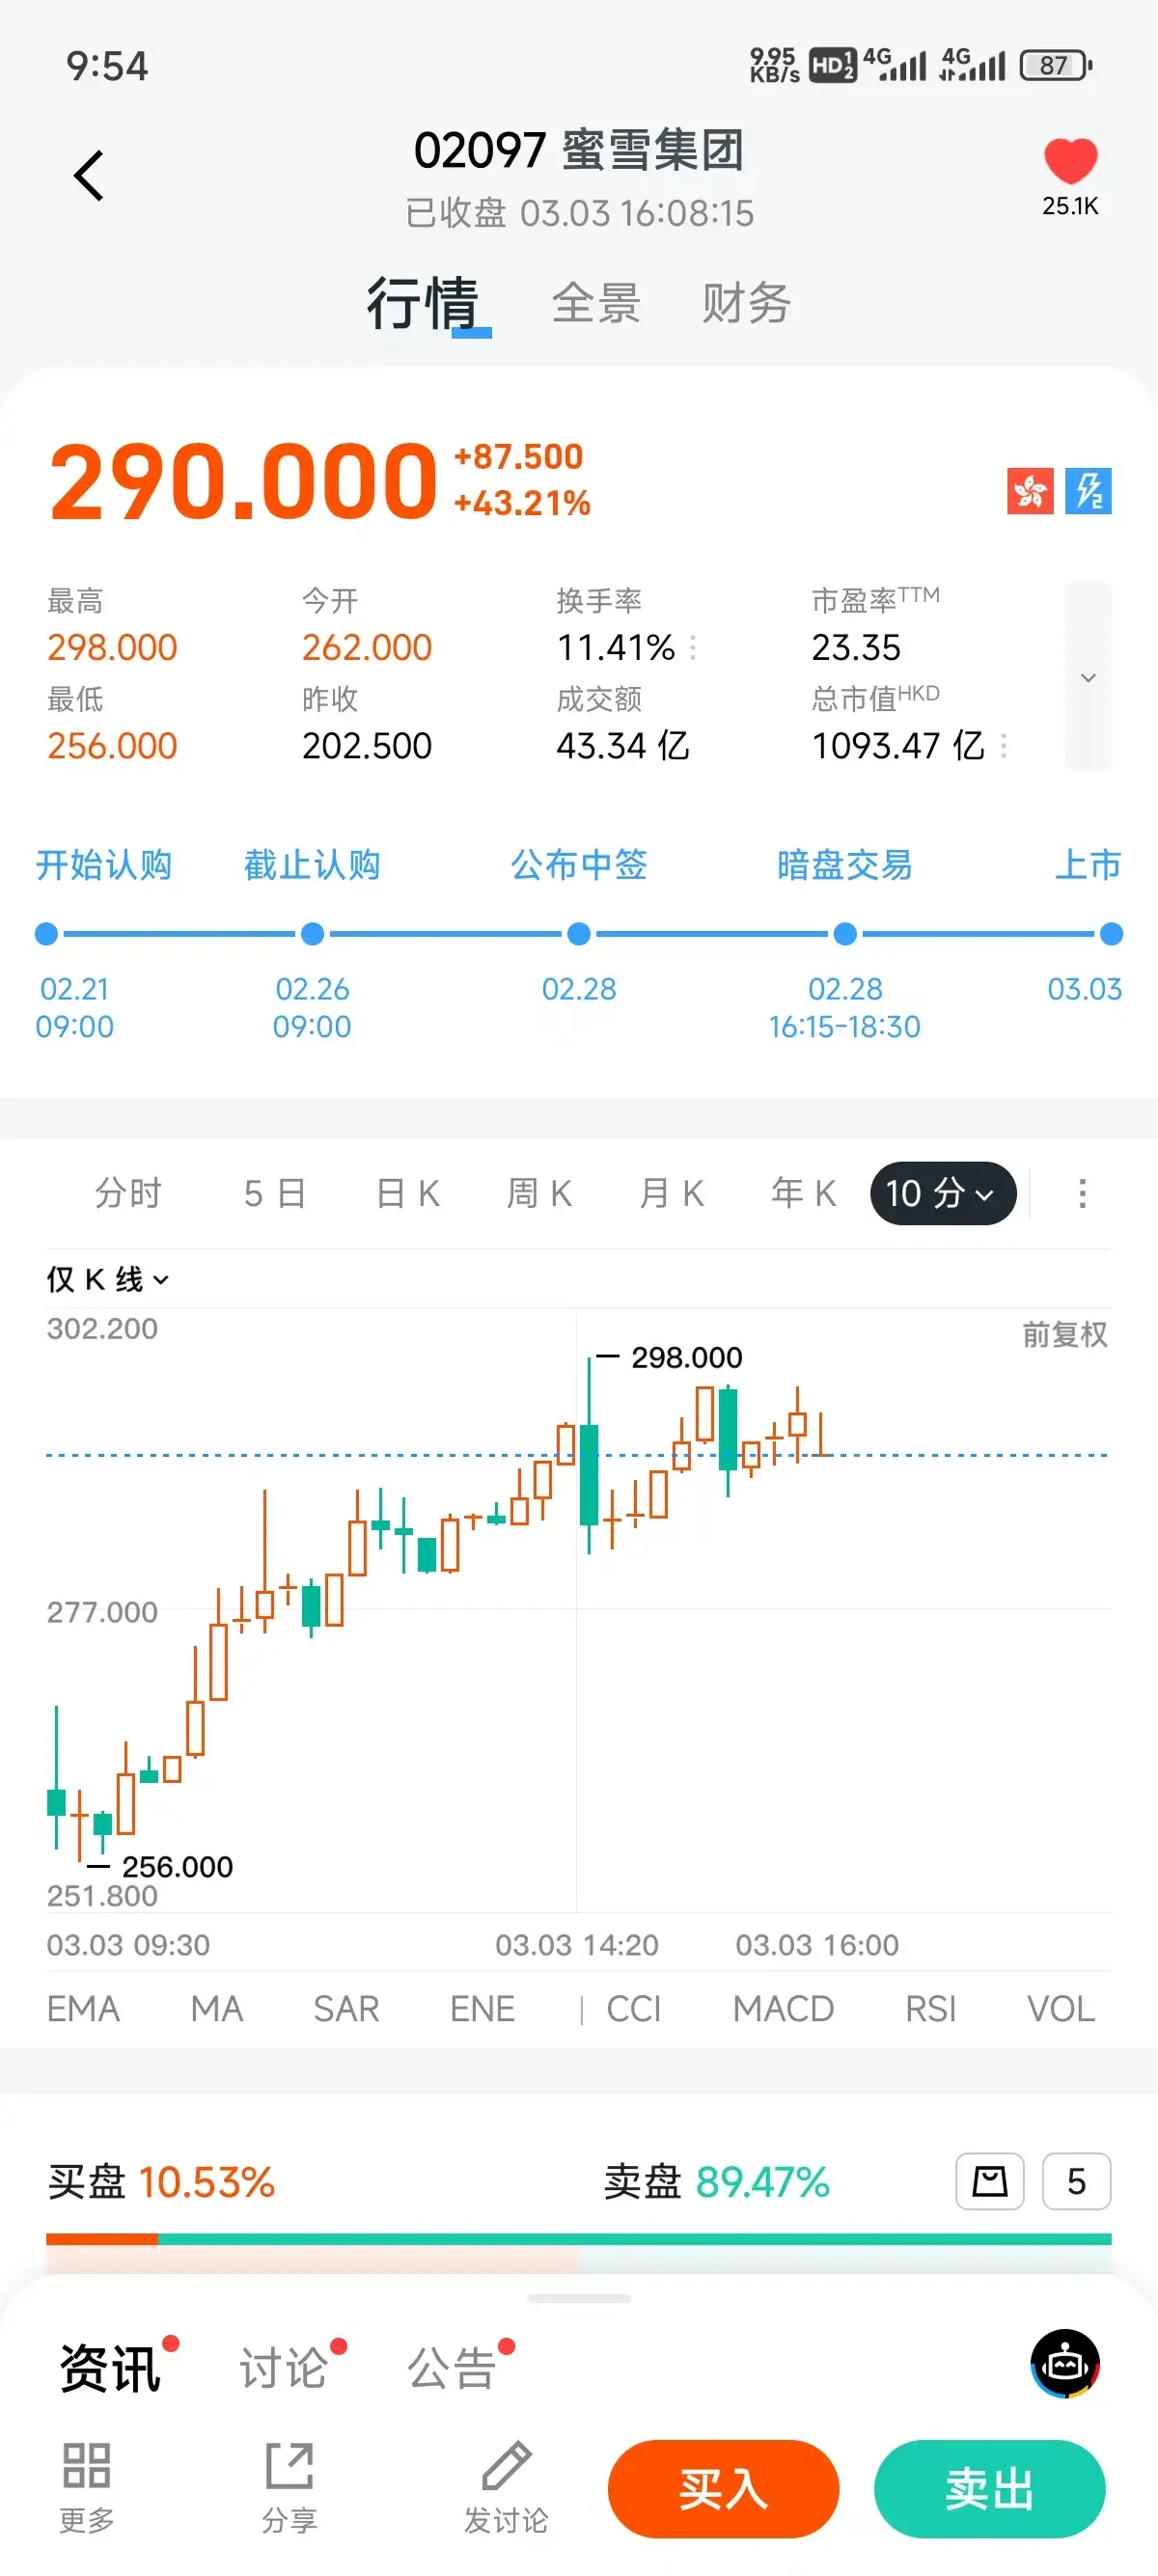 9:54
9.95 KB/s HD 1 2 4G 4G 87
02097 蜜雪集团
已收盘 03.03 16:08:15
25.1K
行情 全景 财务
290.000 +87.500
+43.21%
2
最高 今开 换手率 市盈率TTM
298.000 262.000 11.41% 23.35
最低 昨收 成交额 总市值HKD
256.000 202.500 43.34 亿 1093.47 亿
开始认购 截止认购 公布中签 暗盘交易 上市
02.21 02.26 02.28 02.28 03.03
09:00 09:00 16:15-18:30
分时 5 日 日 K 周 K 月 K 年 K 10 分
仅 K 线
302.200 前复权
298.000
277.000
256.000
251.800
03.03 09:30 03.03 14:20 03.03 16:00
EMA MA SAR ENE | CCI MACD RSI VOL
买盘 10.53% 卖盘 89.47% 5
资讯 讨论 公告
更多 分享 发讨论 买入 卖出